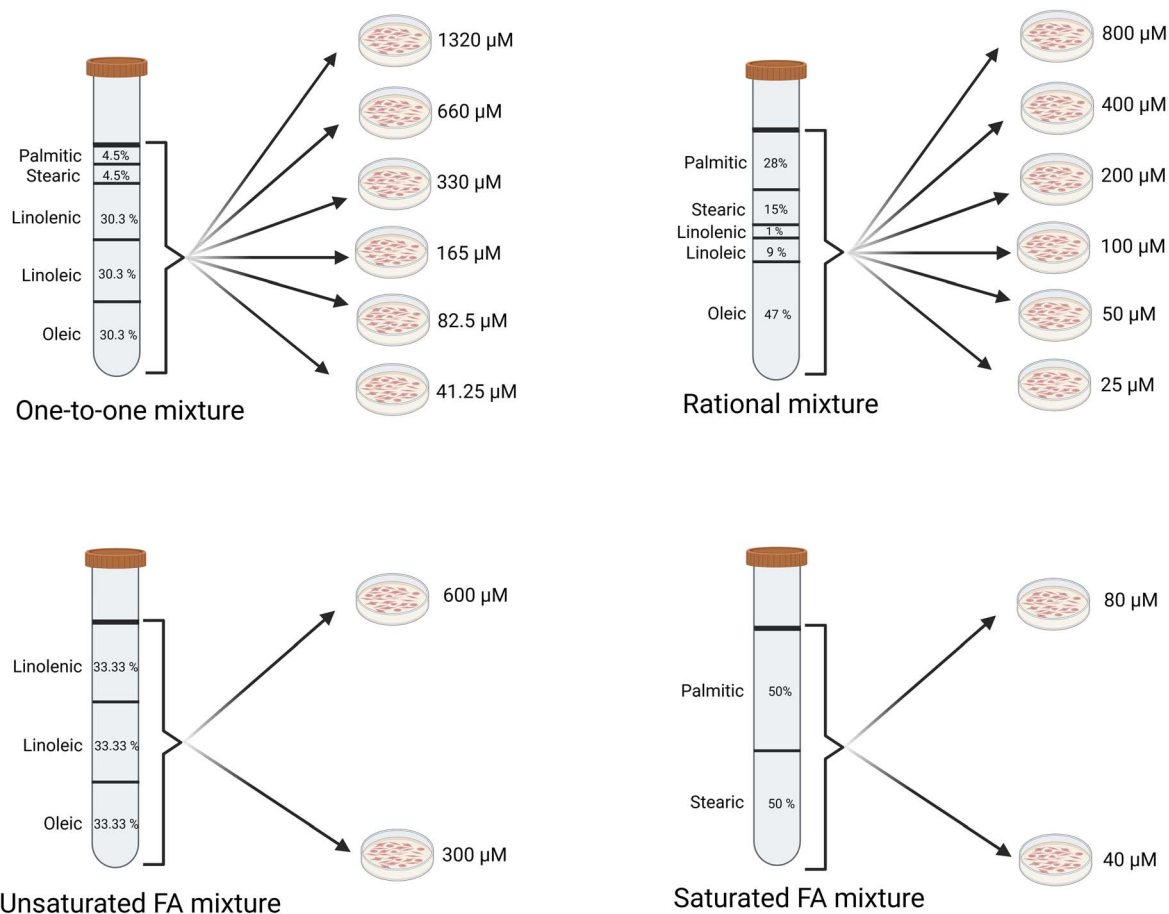 1320 µM
660 µM
330 µM
165 µM
82.5 µM
41.25 µM
Palmitic 4.5%
Stearic 4.5%
Linolenic 30.3 %
Linoleic 30.3 %
Oleic 30.3 %
One-to-one mixture
800 µM
400 µM
200 µM
100 µM
50 µM
25 µM
Palmitic 28%
Stearic 15%
Linolenic 1 %
Linoleic 9 %
Oleic 47 %
Rational mixture
600 µM
300 µM
Linolenic 33.33 %
Linoleic 33.33 %
Oleic 33.33 %
Unsaturated FA mixture
80 µM
40 µM
Palmitic 50%
Stearic 50 %
Saturated FA mixture